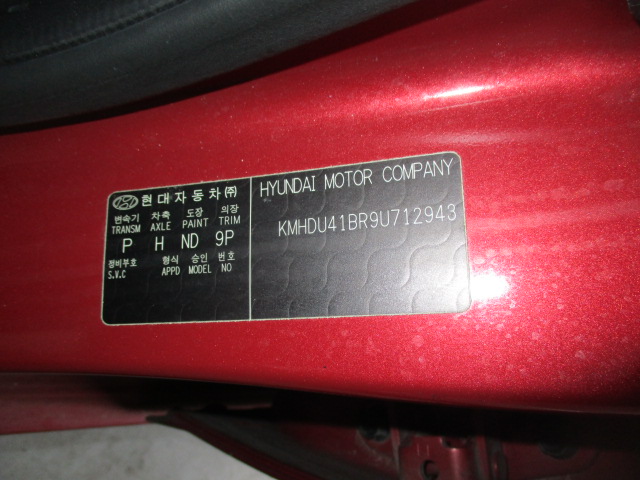 현대자동차㈜
변속기 차축 도장 의장
TRANSM AXLE PAINT TRIM
P H ND 9P
정비부호 형식 승인 번호
S.V.C APPD MODEL NO
HYUNDAI MOTOR COMPANY
KMHDU41BR9U712943